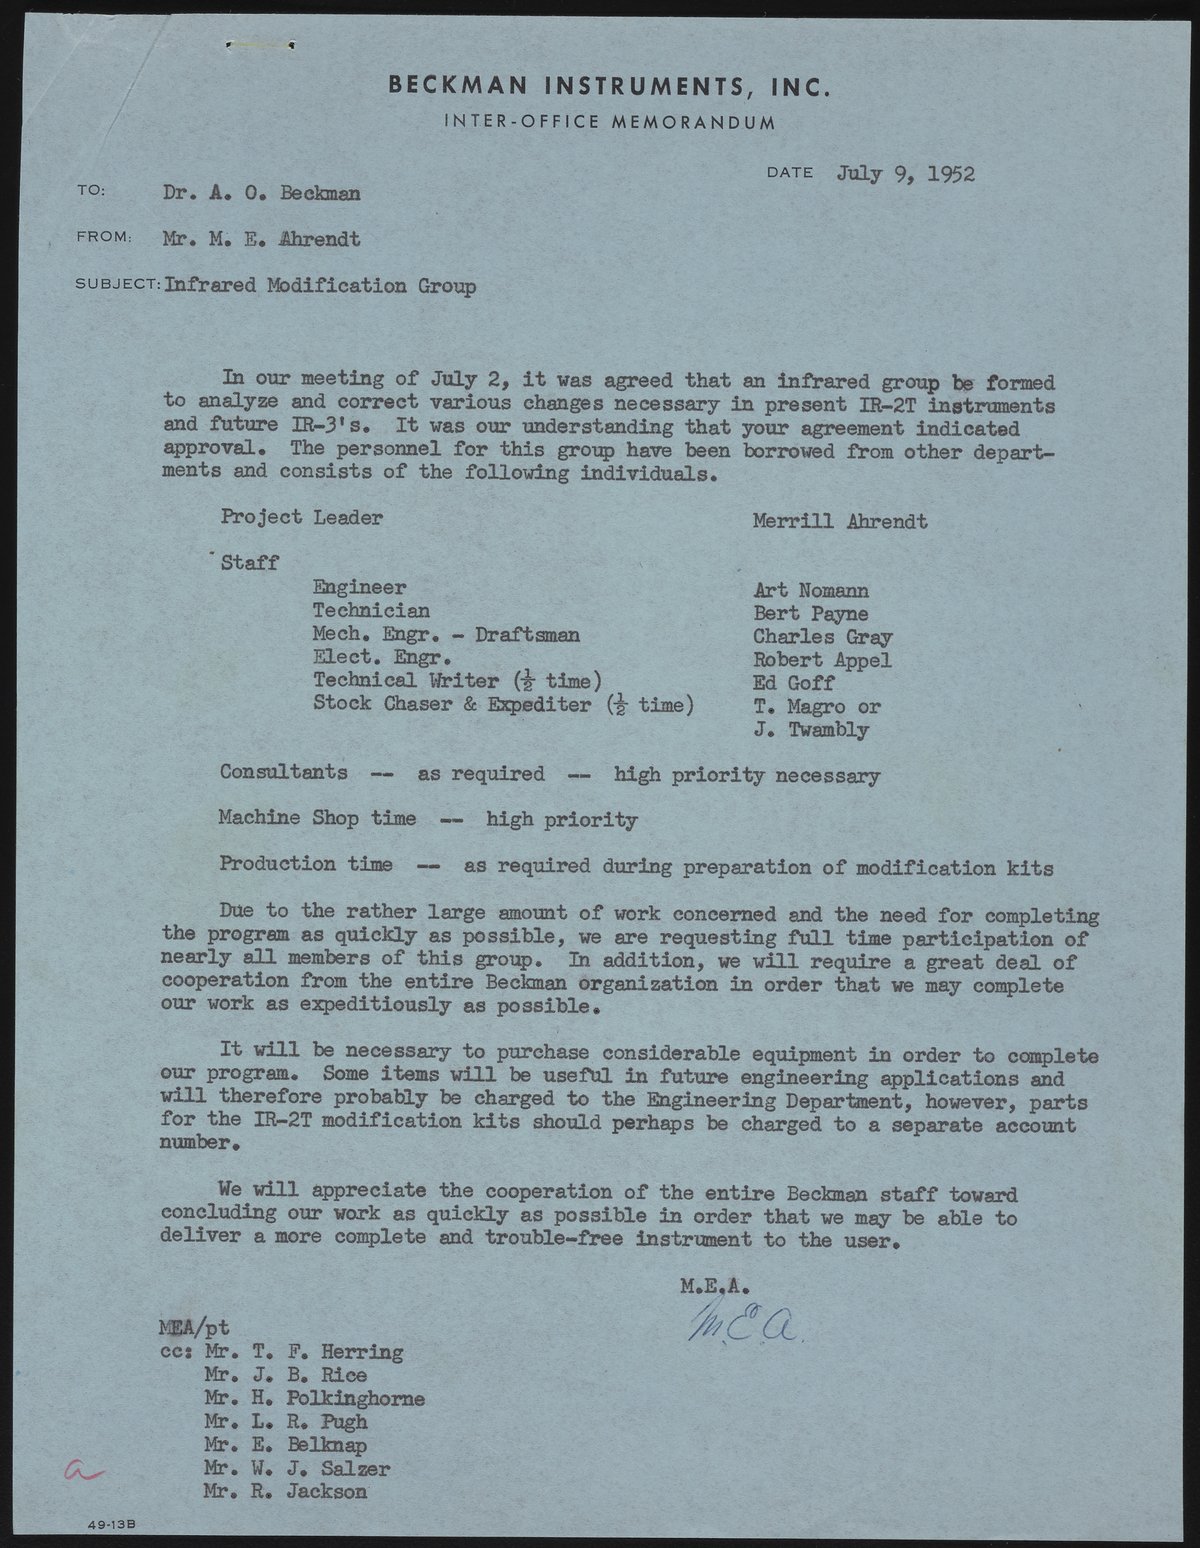 BECKMAN INSTRUMENTS, INC.
INTER-OFFICE MEMORANDUM
DATE July 9, 1952
TO: Dr. A. O. Beckman
FROM: Mr. M. E. Ahrendt
SUBJECT: Infrared Modification Group
In our meeting of July 2, it was agreed that an infrared group be formed
to analyze and correct various changes necessary in present IR-2T instruments
and future IR-3's. It was our understanding that your agreement indicated
approval. The personnel for this group have been borrowed from other depart-
ments and consists of the following individuals.
Project Leader Merrill Ahrendt
Staff
Engineer Art Nomann
Technician Bert Payne
Mech. Engr. - Draftsman Charles Gray
Elect. Engr. Robert Appel
Technical Writer (½ time) Ed Goff
Stock Chaser & Expediter (½ time) T. Magro or
J. Twambly
Consultants -- as required -- high priority necessary
Machine Shop time -- high priority
Production time -- as required during preparation of modification kits
Due to the rather large amount of work concerned and the need for completing
the program as quickly as possible, we are requesting full time participation of
nearly all members of this group. In addition, we will require a great deal of
cooperation from the entire Beckman organization in order that we may complete
our work as expeditiously as possible.
It will be necessary to purchase considerable equipment in order to complete
our program. Some items will be useful in future engineering applications and
will therefore probably be charged to the Engineering Department, however, parts
for the IR-2T modification kits should perhaps be charged to a separate account
number.
We will appreciate the cooperation of the entire Beckman staff toward
concluding our work as quickly as possible in order that we may be able to
deliver a more complete and trouble-free instrument to the user.
M.E.A.
M.E.A.
MEA/pt
cc: Mr. T. F. Herring
Mr. J. B. Rice
Mr. H. Polkinghorne
Mr. L. R. Pugh
Mr. E. Belknap
Mr. W. J. Salzer
Mr. R. Jackson
a
49-13B